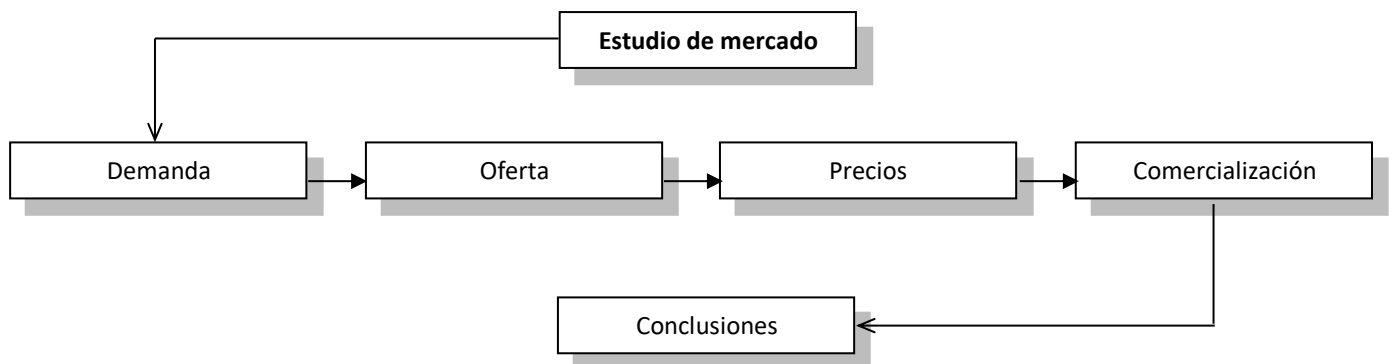 Estudio de mercado
Demanda
Oferta
Precios
Comercialización
Conclusiones